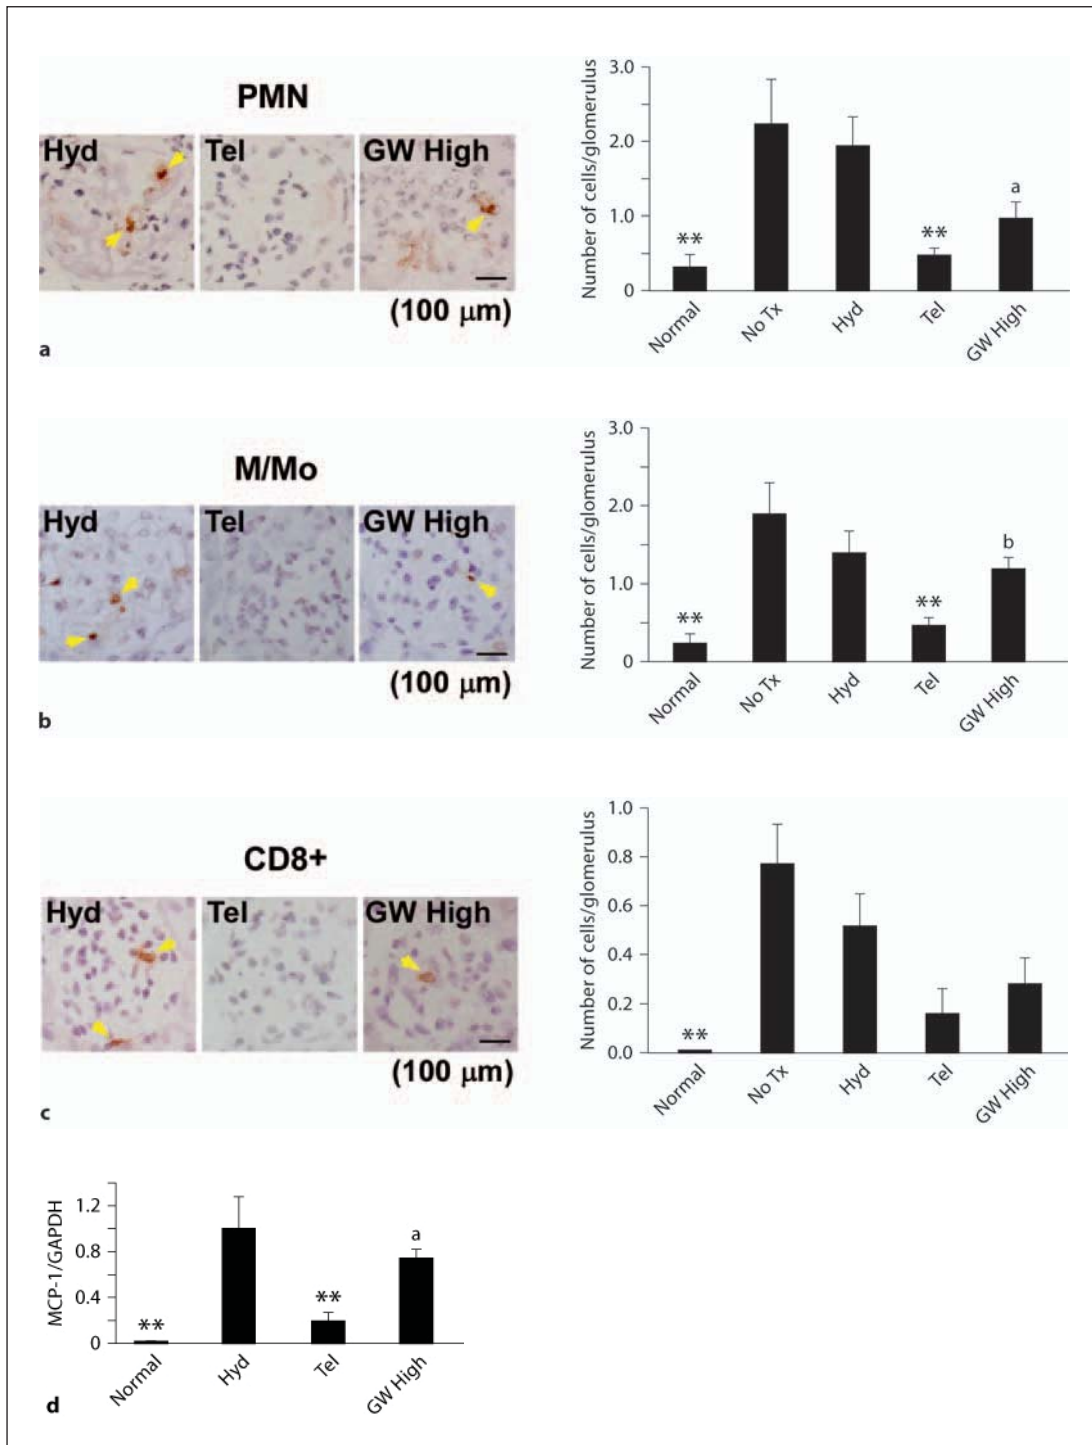 PMN
Hyd
Tel
GW High
(100 μm)
a
Number of cells/glomerulus
3.0
2.0
1.0
0
**
**
a
Normal
No Tx
Hyd
Tel
GW High
M/Mo
Hyd
Tel
GW High
(100 μm)
b
Number of cells/glomerulus
3.0
2.0
1.0
0
**
**
b
Normal
No Tx
Hyd
Tel
GW High
CD8+
Hyd
Tel
GW High
(100 μm)
c
Number of cells/glomerulus
1.0
0.8
0.6
0.4
0.2
0.0
**
Normal
No Tx
Hyd
Tel
GW High
MCP-1/GAPDH
1.2
0.8
0.4
0
**
**
a
Normal
Hyd
Tel
GW High
d